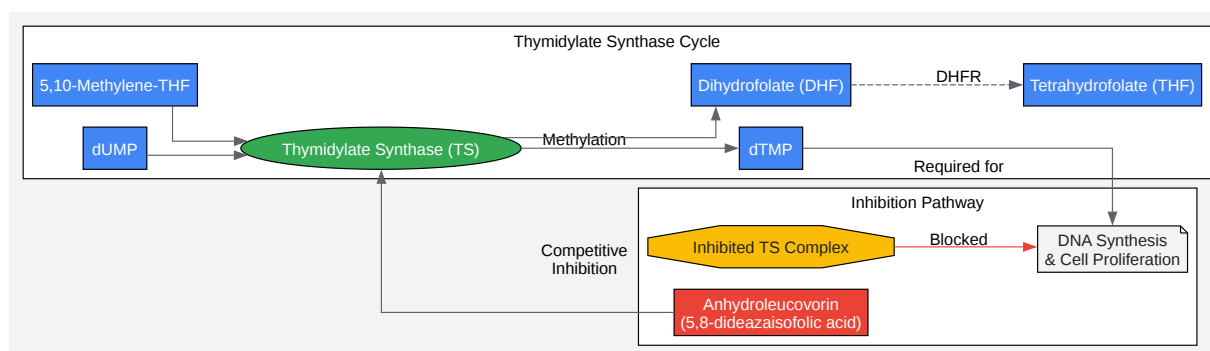 Thymidylate Synthase Cycle
5,10-Methylene-THF
Dihydrofolate (DHF)
DHFR
Tetrahydrofolate (THF)
dUMP
Thymidylate Synthase (TS)
Methylation
dTMP
Required for
Inhibition Pathway
Competitive
Inhibition
Inhibited TS Complex
Blocked
DNA Synthesis
& Cell Proliferation
Anhydroleucovorin
(5,8-dideazaisofolic acid)